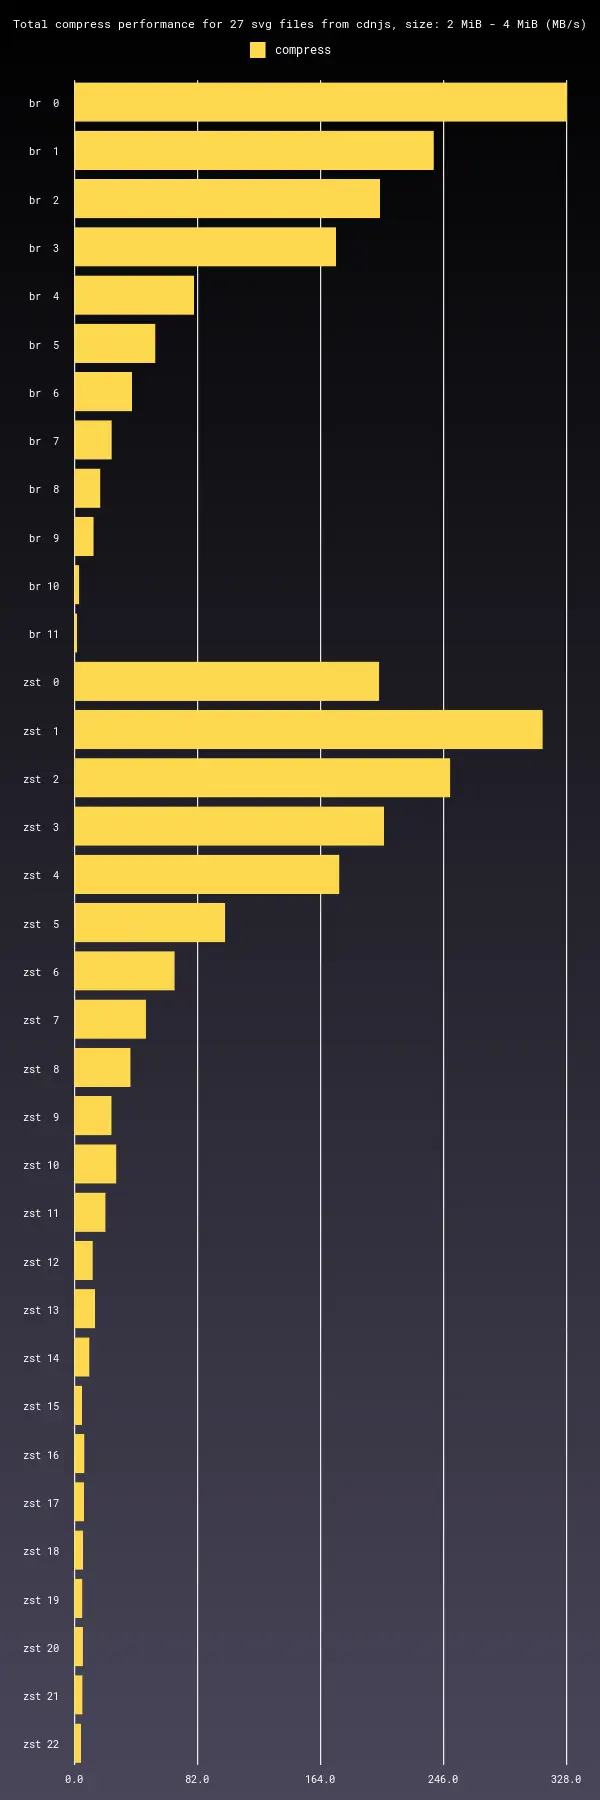 Total compress performance for 27 svg files from cdnjs, size: 2 MiB - 4 MiB (MB/s)
compress
br 0
br 1
br 2
br 3
br 4
br 5
br 6
br 7
br 8
br 9
br 10
br 11
zst 0
zst 1
zst 2
zst 3
zst 4
zst 5
zst 6
zst 7
zst 8
zst 9
zst 10
zst 11
zst 12
zst 13
zst 14
zst 15
zst 16
zst 17
zst 18
zst 19
zst 20
zst 21
zst 22
0.0 82.0 164.0 246.0 328.0